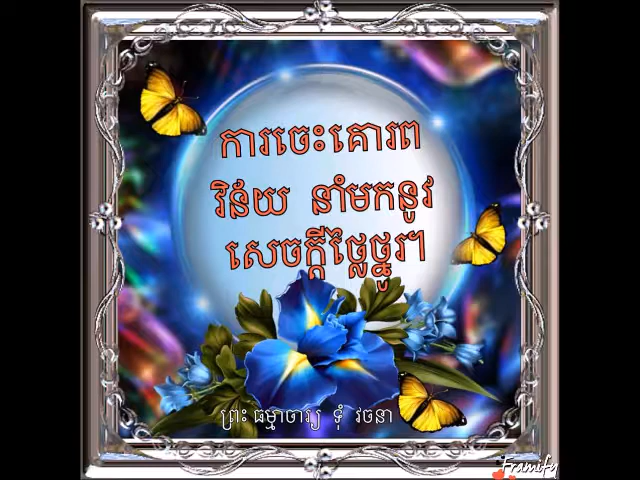 ការចេះគោរព
វិន័យ នាំមកនូវ
សេចក្ដីថ្លៃថ្នូរ។
ព្រះ ធម្មាចារ្យ ទុំ វចនា
Framify